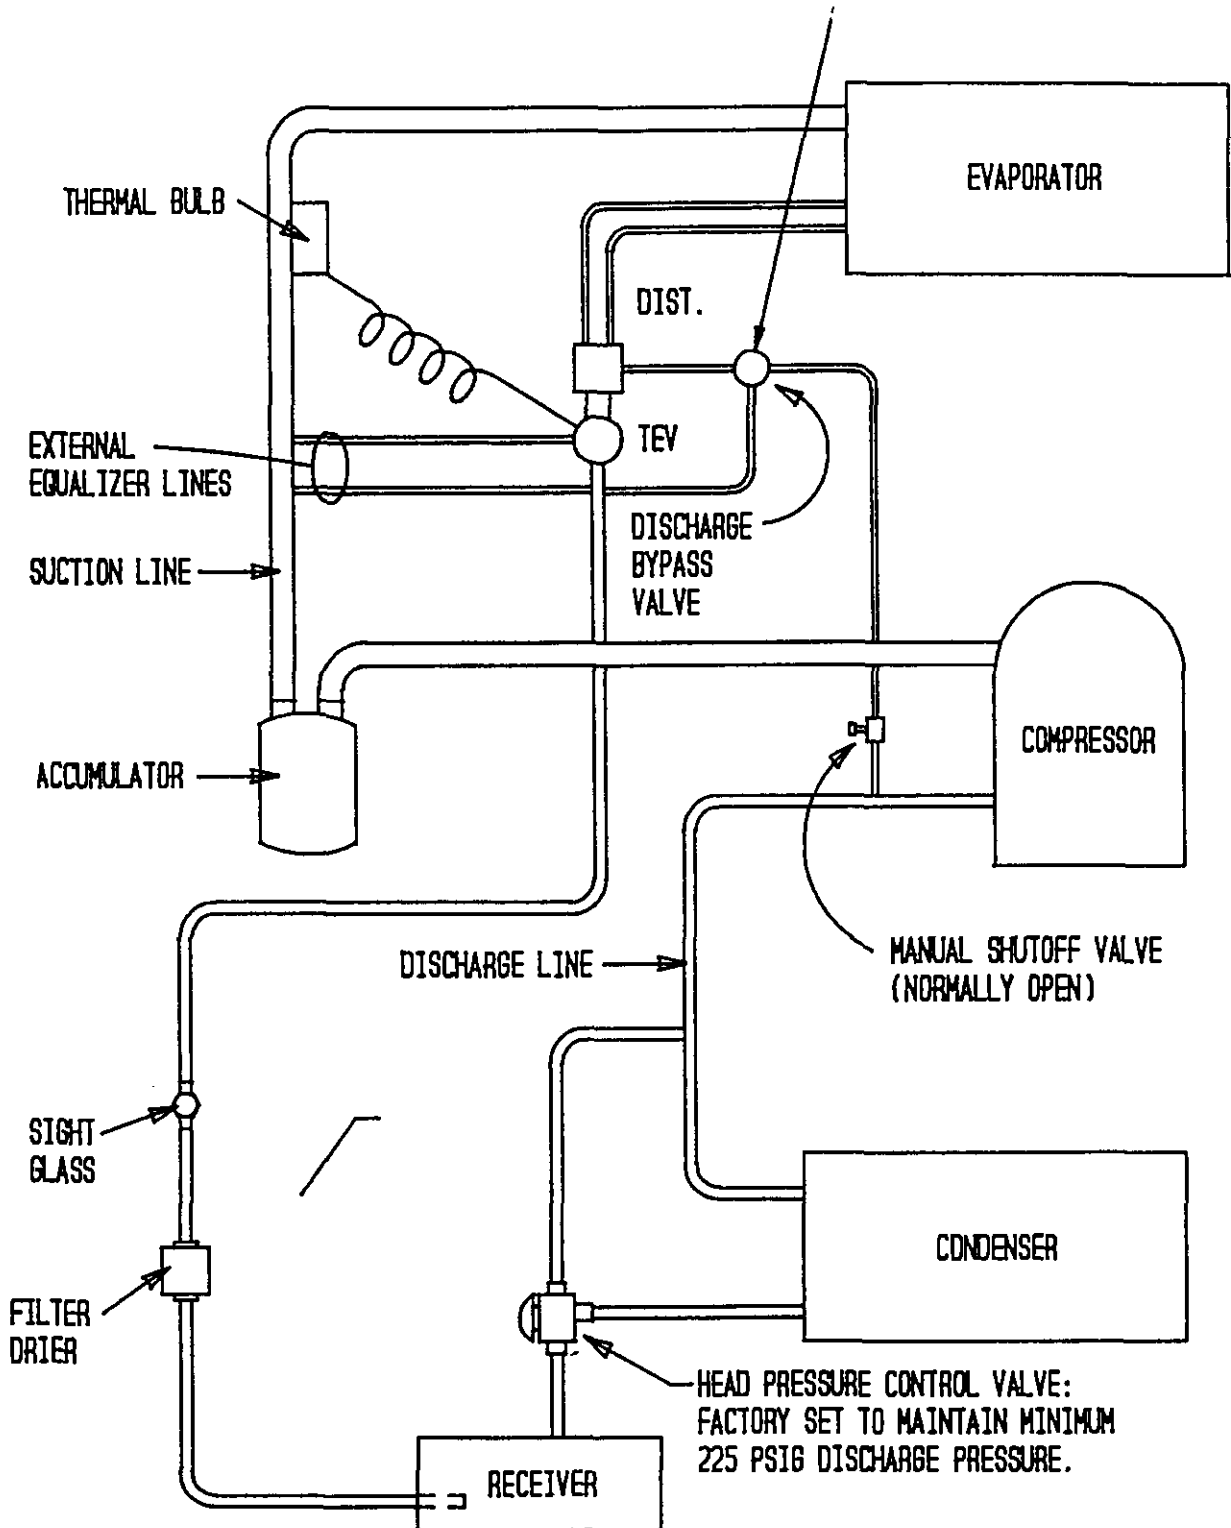 EVAPORATOR
THERMAL BULB
DIST.
TEV
EXTERNAL
EQUALIZER LINES
DISCHARGE
BYPASS
VALVE
SUCTION LINE
COMPRESSOR
ACCUMULATOR
MANUAL SHUTOFF VALVE
(NORMALLY OPEN)
DISCHARGE LINE
SIGHT
GLASS
CONDENSER
FILTER
DRIER
HEAD PRESSURE CONTROL VALVE:
FACTORY SET TO MAINTAIN MINIMUM
225 PSIG DISCHARGE PRESSURE.
RECEIVER